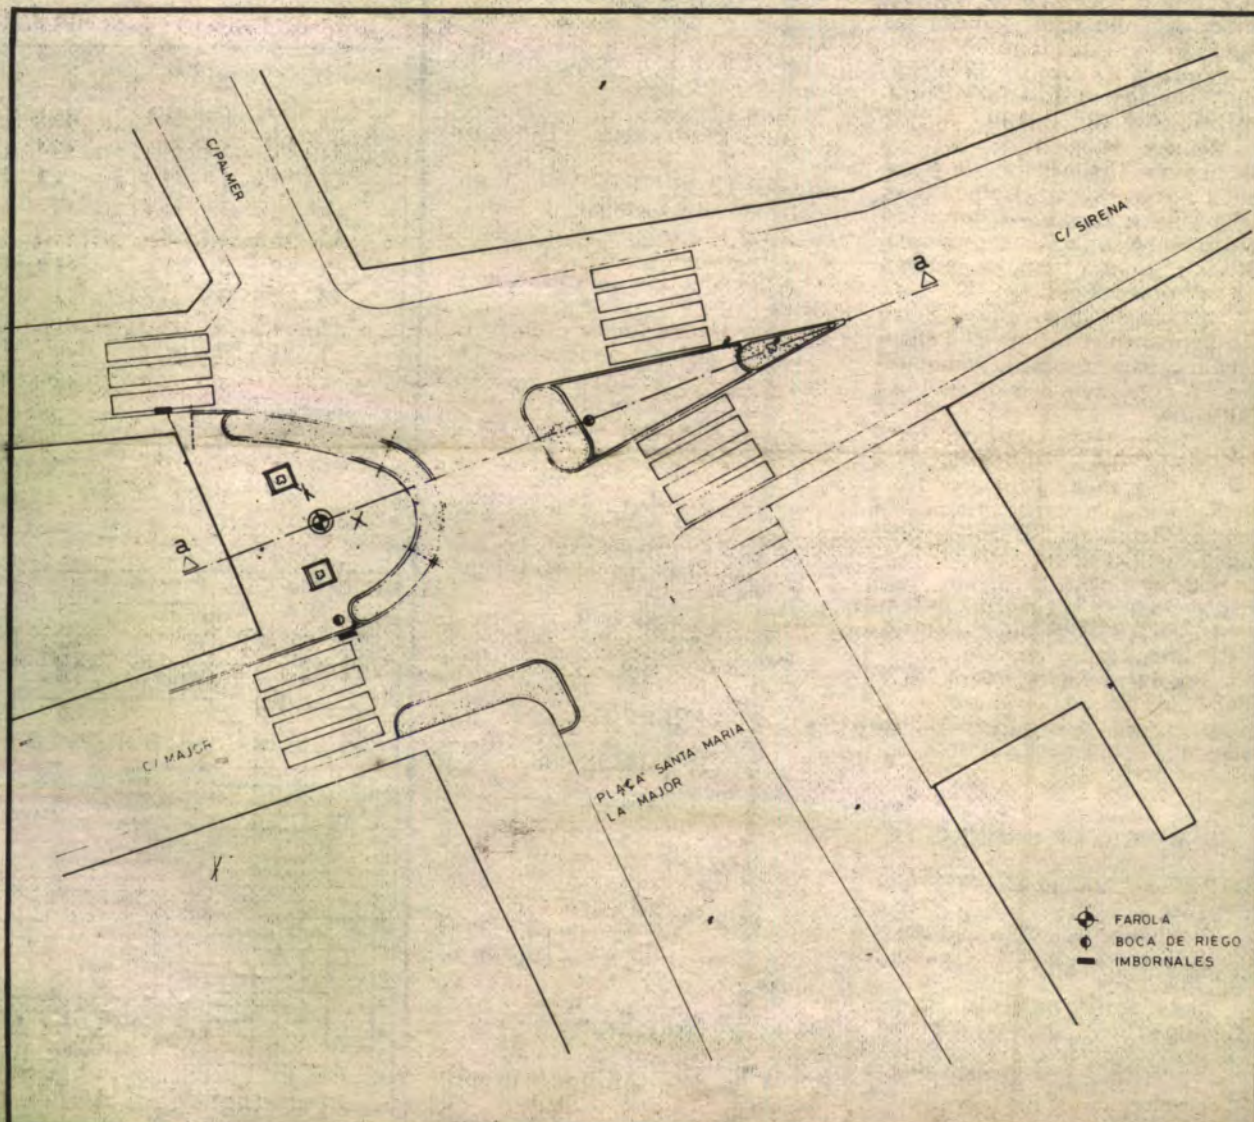 C/PALMER
C/ SIRENA
a
a
C/ MAJOR
PLAÇA SANTA MARIA
LA MAJOR
FAROLA
BOCA DE RIEGO
IMBORNALES